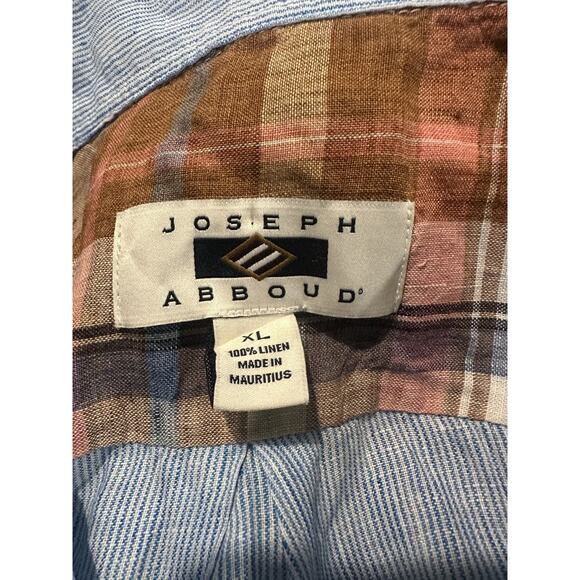 JOSEPH
ABBOUD®
XL
100% LINEN
MADE IN
MAURITIUS